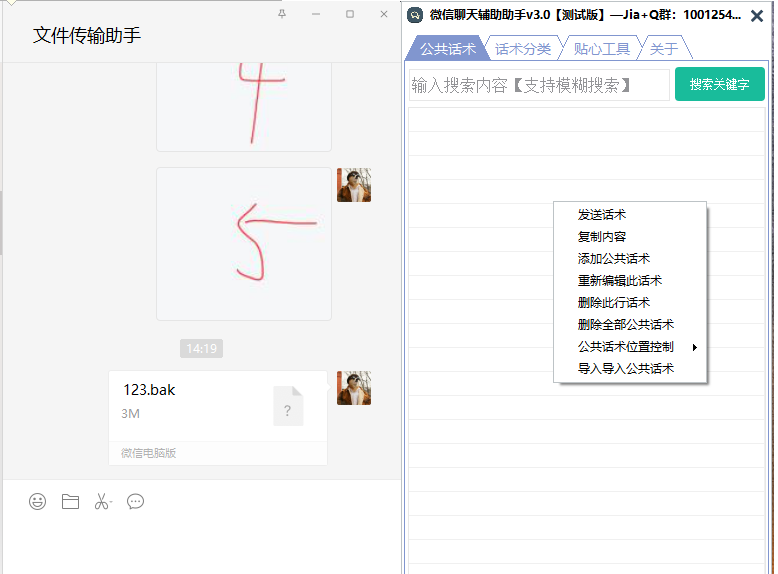 文件传输助手
4
5
14:19
123.bak
3M
?
微信电脑版
微信聊天辅助助手v3.0【测试版】—Jia+Q群：1001254...
公共话术
话术分类
贴心工具
关于
输入搜索内容【支持模糊搜索】
搜索关键字
发送话术
复制内容
添加公共话术
重新编辑此话术
删除此行话术
删除全部公共话术
公共话术位置控制
导入导入公共话术